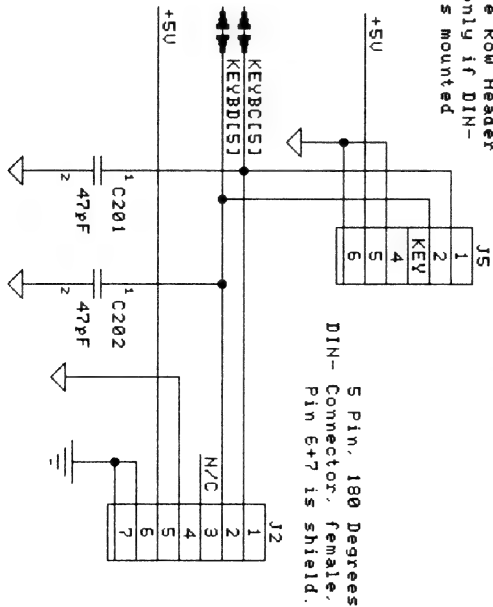 e Row Header
only if DIN-
s mounted
+5V
J5
1
2
KEY
4
5
6
5 Pin, 180 Degrees
DIN- Connector, female,
Pin 6+7 is shield.
KEYBC[5]
KEYBD[5]
+5V
1
C201
2
47pF
1
C202
2
47pF
N/C
J2
1
2
3
4
5
6
7